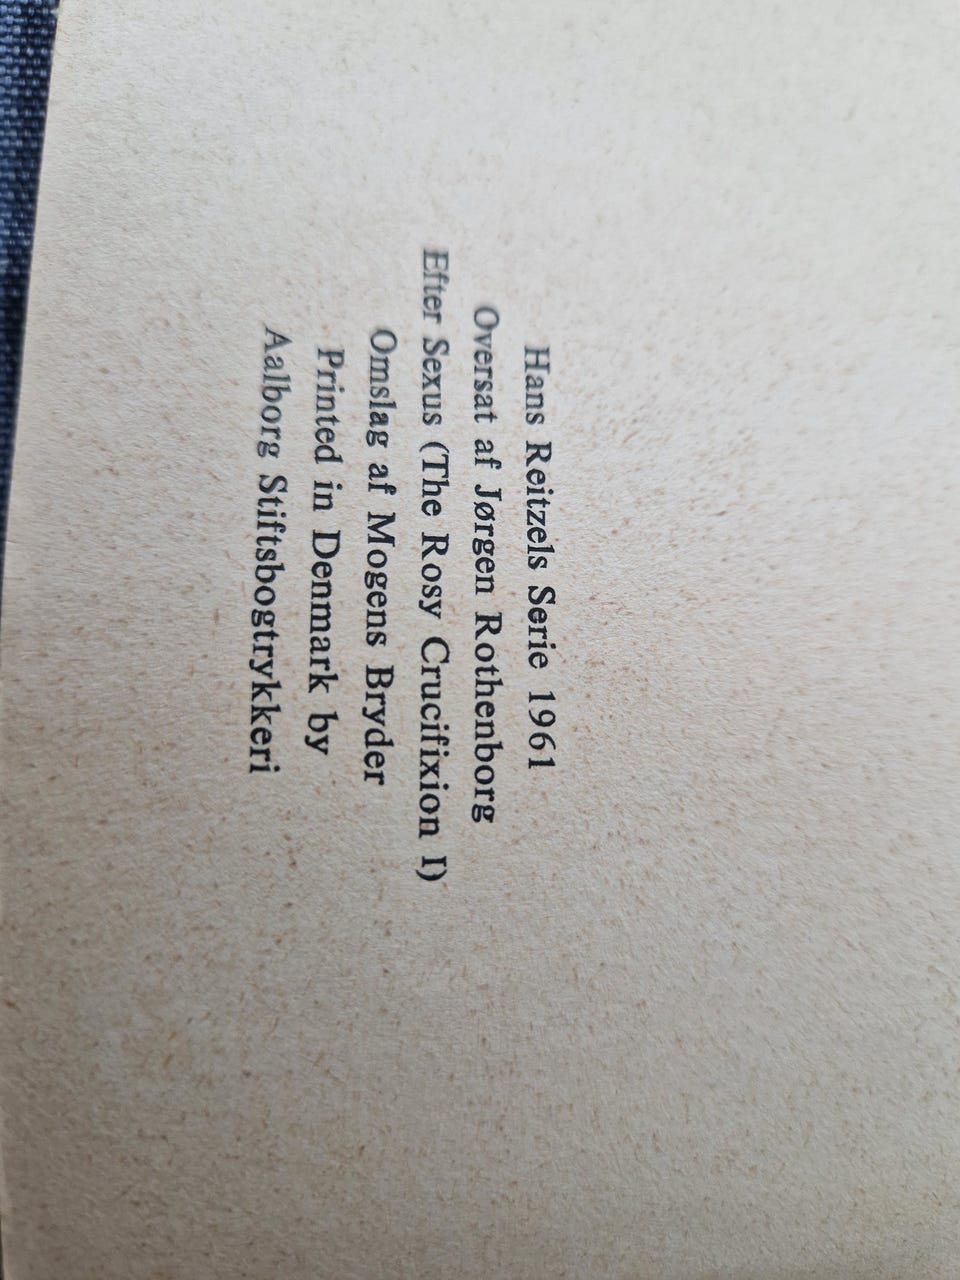 Hans Reitzels Serie 1961
Oversat af Jørgen Rothenborg
Efter Sexus (The Rosy Crucifixion I)
Omslag af Mogens Bryder
Printed in Denmark by
Aalborg Stiftsbogtrykkeri